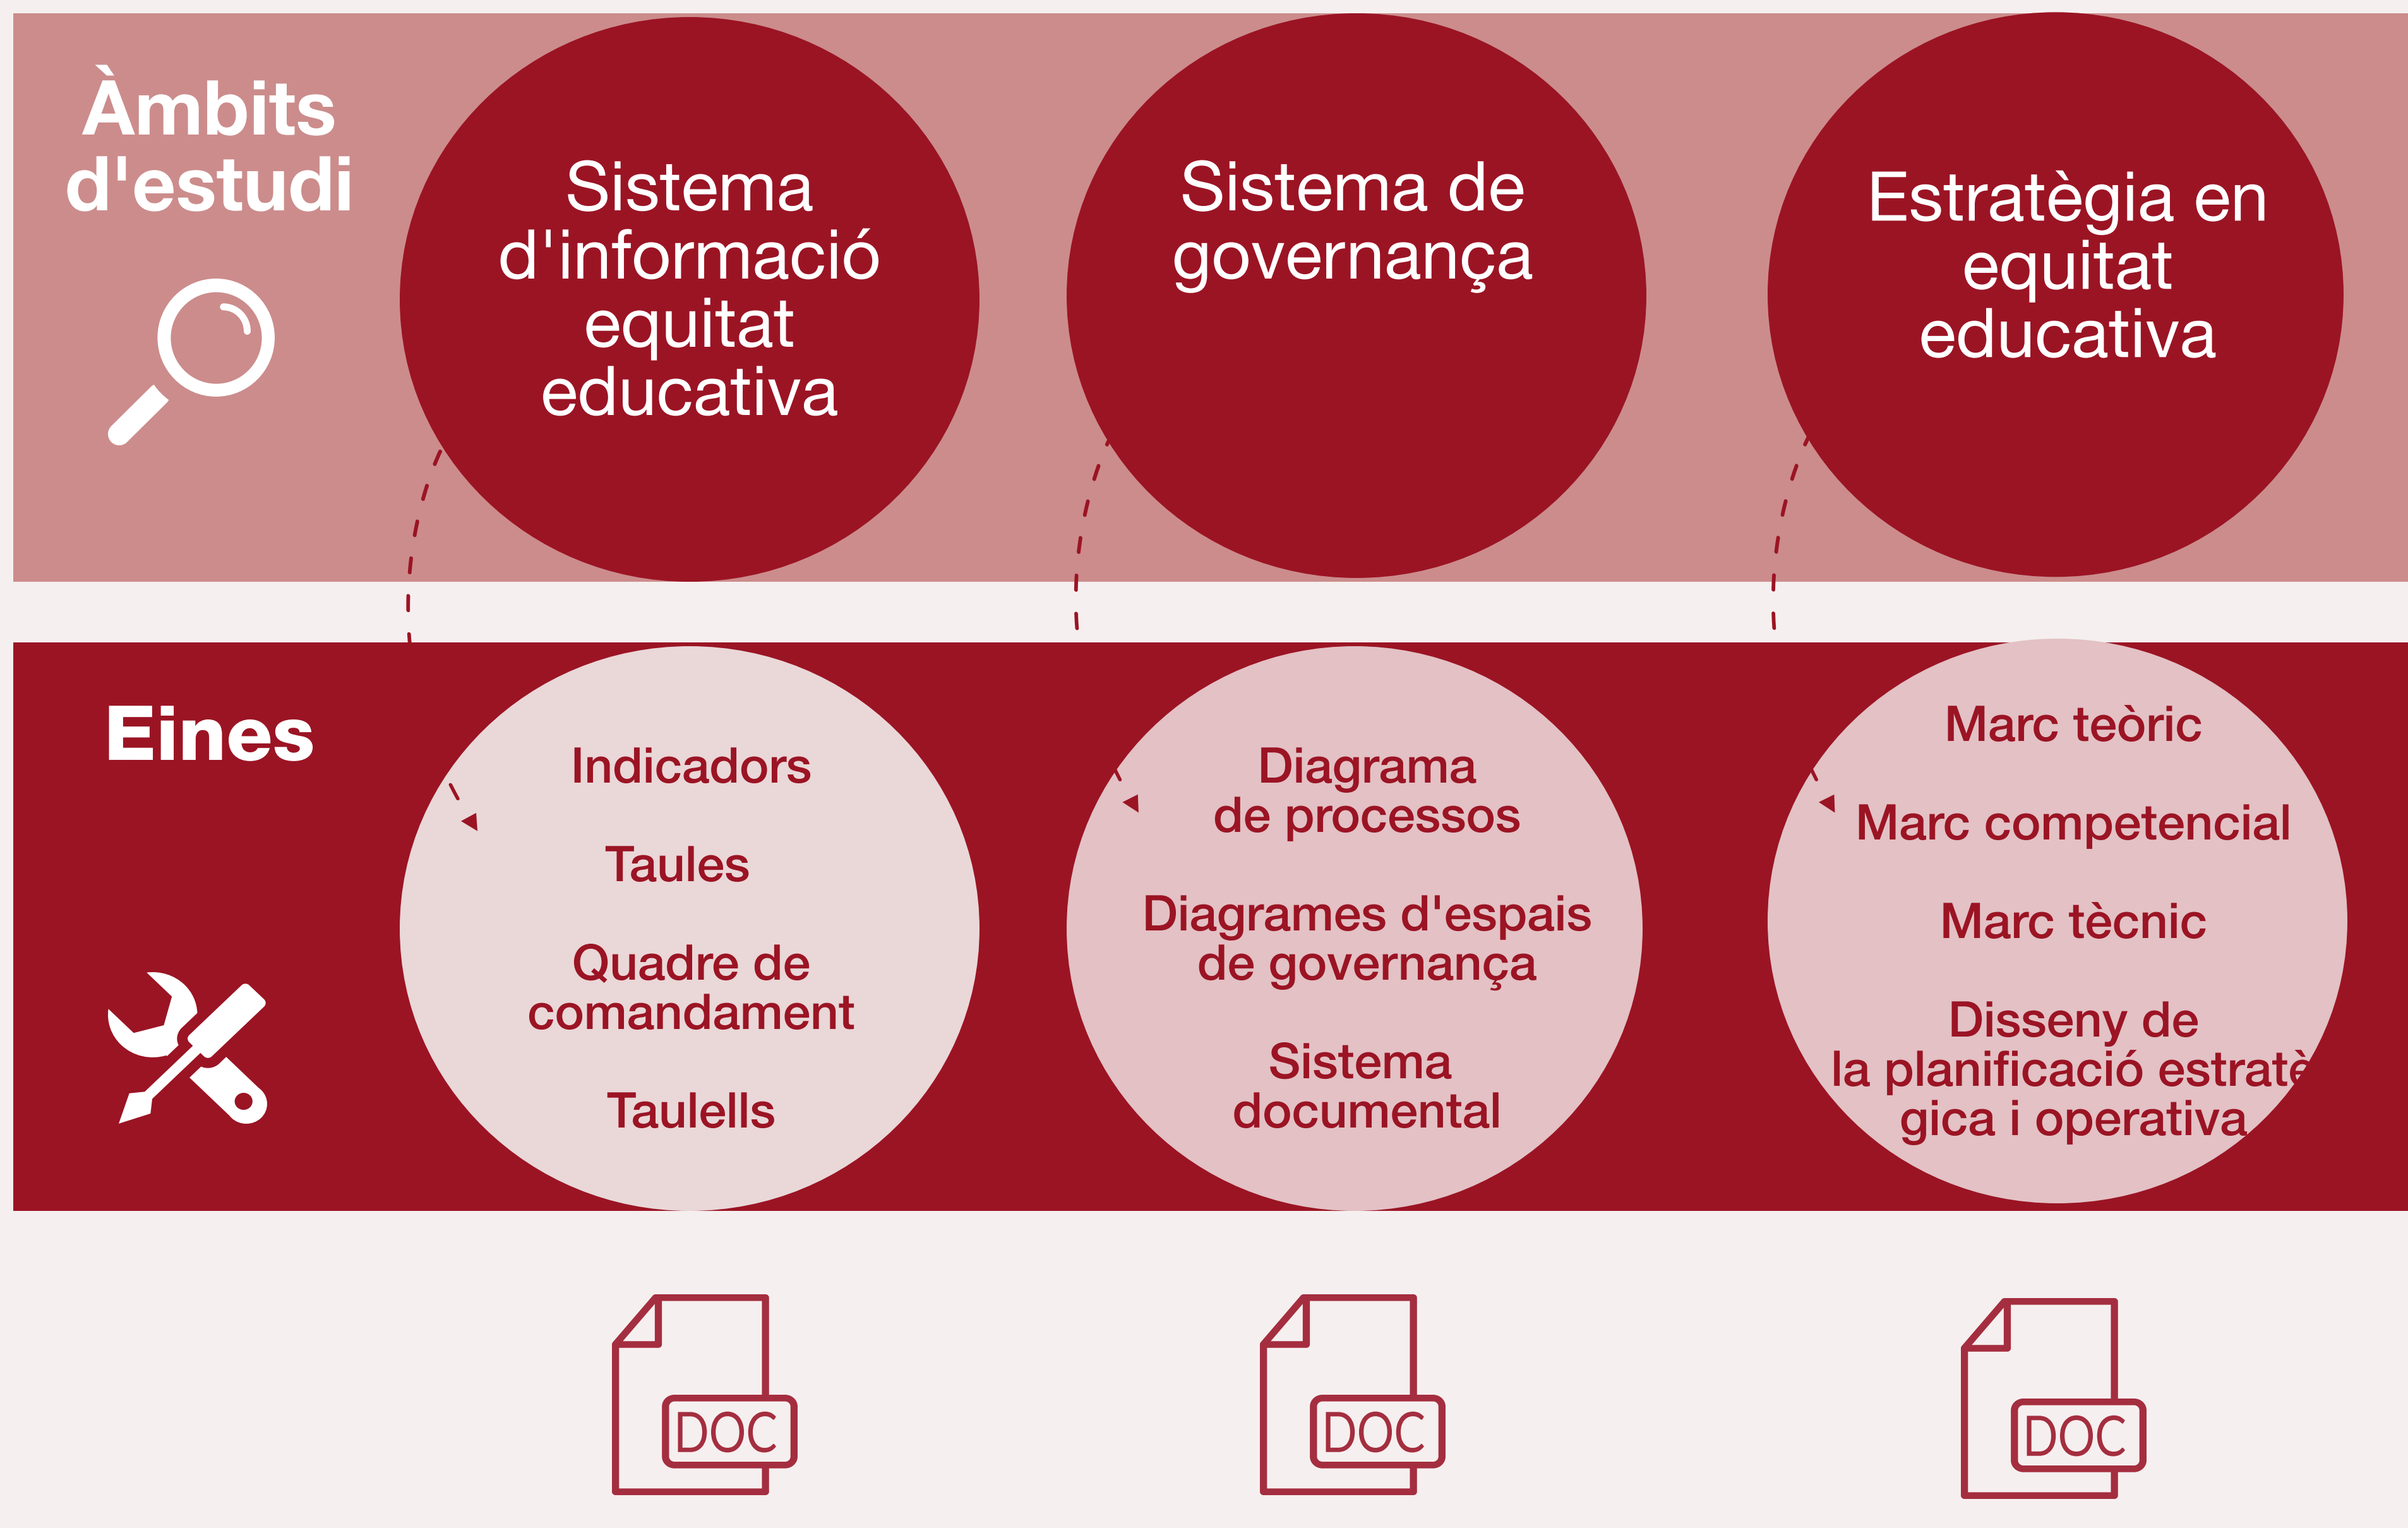 Àmbits
d'estudi
Sistema
d'informació
equitat
educativa
Sistema de
governança
Estratègia en
equitat
educativa
Eines
Indicadors
Taules
Quadre de
comandament
Taulells
Diagrama
de processos
Diagrames d'espais
de governança
Sistema
documental
Marc teòric
Marc competencial
Marc tècnic
Disseny de
la planificació estratè
gica i operativa
DOC
DOC
DOC